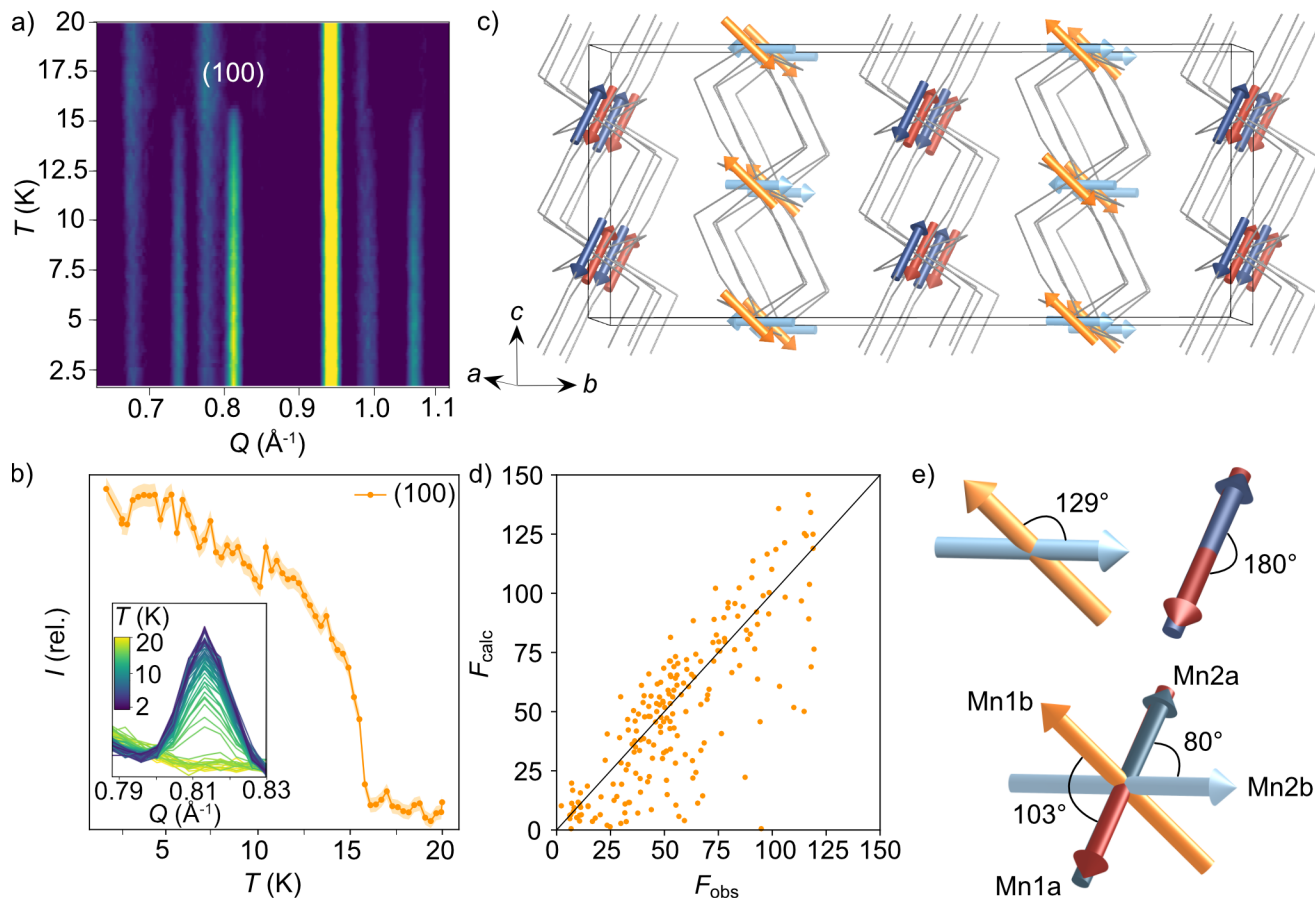 a)
20
17.5
15
12.5
10
7.5
5
2.5
T (K)
(100)
0.7 0.8 0.9 1.0 1.1
Q (Å⁻¹)
b)
I (rel.)
(100)
T (K)
20
10
2
0.79 0.81 0.83
Q (Å⁻¹)
5 10 15 20
T (K)
c)
c
a
b
d)
150
125
100
75
50
25
0
F_calc
0 25 50 75 100 125 150
F_obs
e)
129°
180°
Mn2a
Mn1b
80°
Mn2b
103°
Mn1a